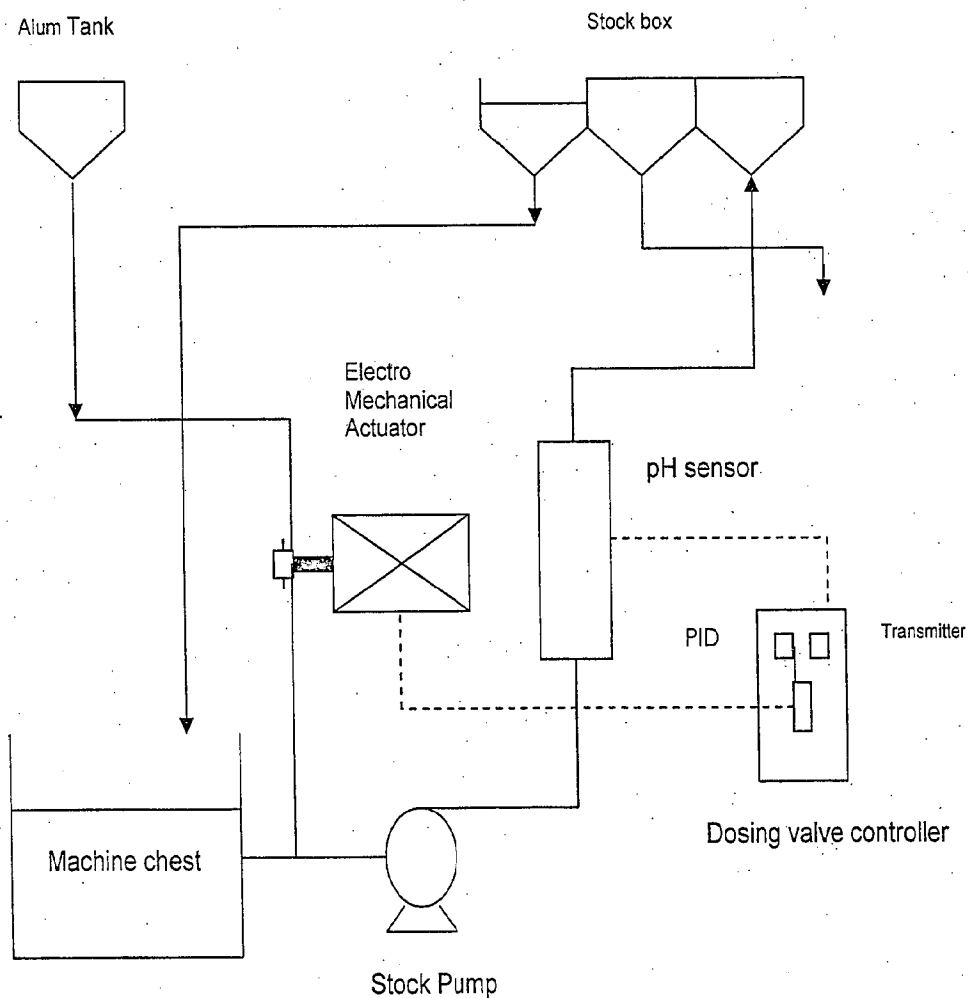 Alum Tank
Stock box
Electro
Mechanical
Actuator
pH sensor
PID
Transmitter
Machine chest
Dosing valve controller
Stock Pump